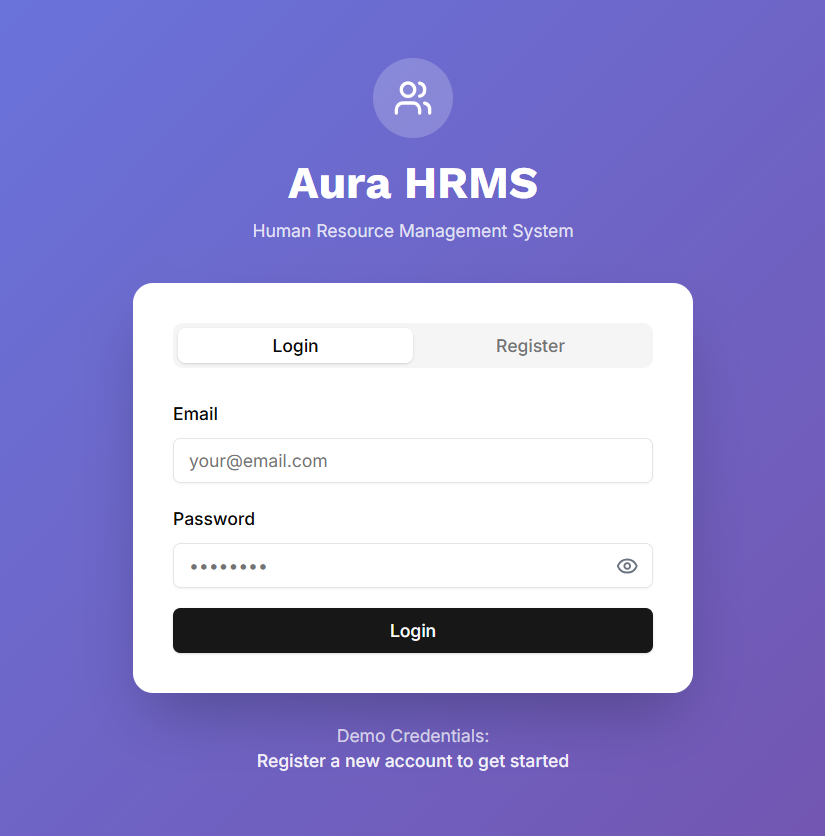 Aura HRMS
Human Resource Management System
Login Register
Email
your@email.com
Password
••••••••
Login
Demo Credentials:
Register a new account to get started